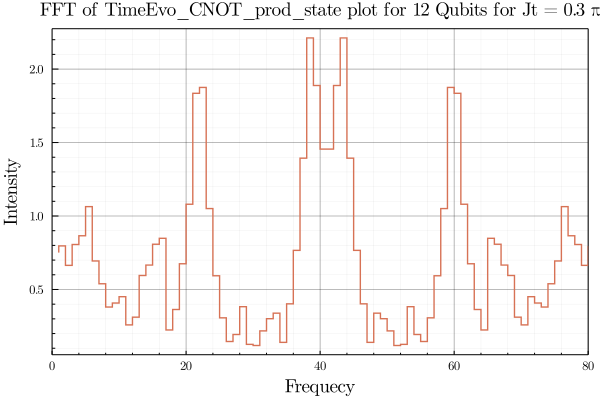 FFT of TimeEvo_CNOT_prod_state plot for 12 Qubits for Jt = 0.3 π
2.0
1.5
1.0
0.5
0 20 40 60 80
Intensity
Frequecy